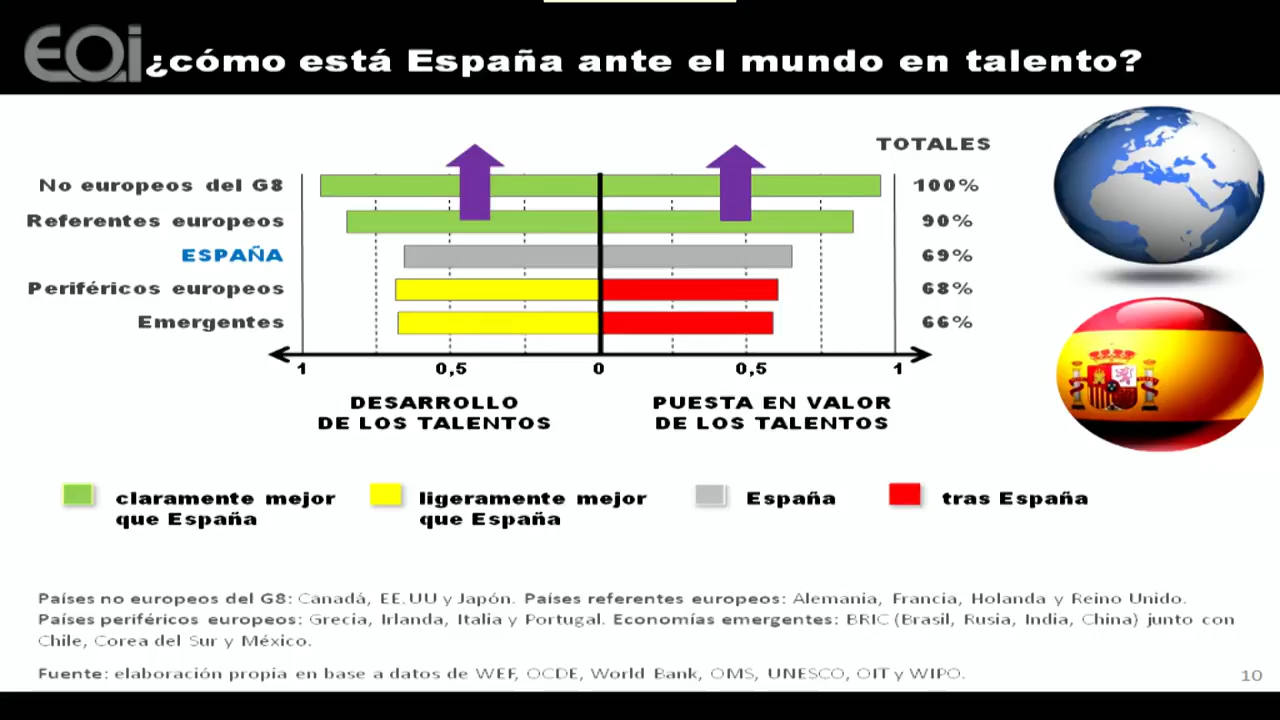 EOi
¿cómo está España ante el mundo en talento?
TOTALES
No europeos del G8 100%
Referentes europeos 90%
ESPAÑA 69%
Periféricos europeos 68%
Emergentes 66%
1 0,5 0 0,5 1
DESARROLLO
DE LOS TALENTOS
PUESTA EN VALOR
DE LOS TALENTOS
claramente mejor
que España
ligeramente mejor
que España
España
tras España
Países no europeos del G8: Canadá, EE.UU y Japón. Países referentes europeos: Alemania, Francia, Holanda y Reino Unido.
Países periféricos europeos: Grecia, Irlanda, Italia y Portugal. Economías emergentes: BRIC (Brasil, Rusia, India, China) junto con
Chile, Corea del Sur y México.
Fuente: elaboración propia en base a datos de WEF, OCDE, World Bank, OMS, UNESCO, OIT y WIPO.
10